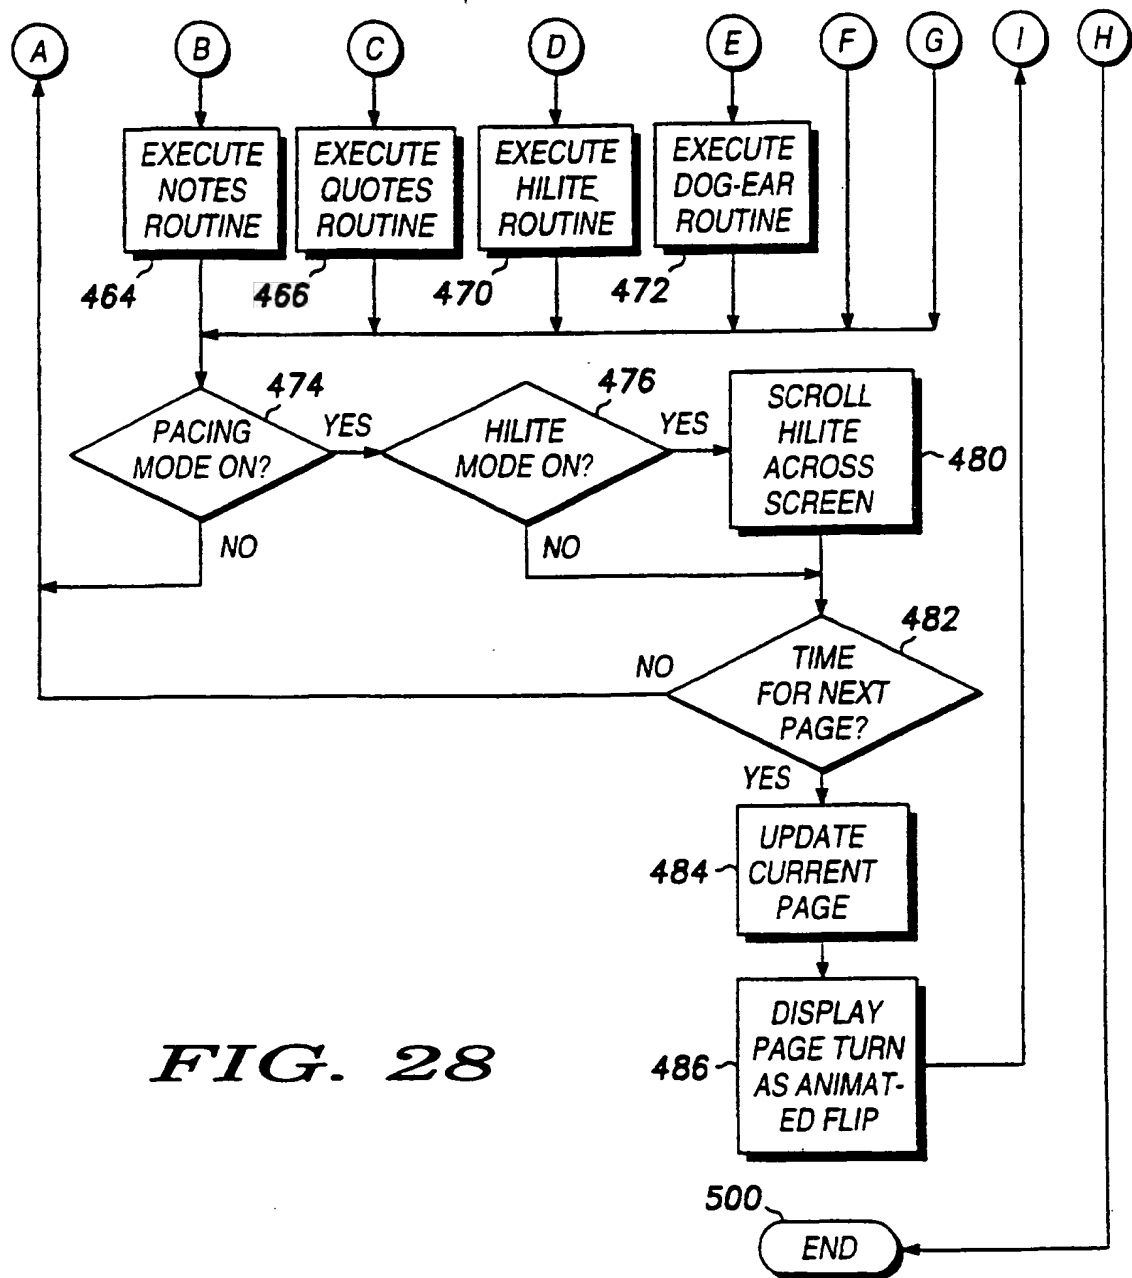 A B C D E F G I H
EXECUTE
NOTES
ROUTINE
EXECUTE
QUOTES
ROUTINE
EXECUTE
HILITE
ROUTINE
EXECUTE
DOG-EAR
ROUTINE
464
466
470
472
474
PACING
MODE ON?
YES
NO
476
HILITE
MODE ON?
YES
NO
SCROLL
HILITE
ACROSS
SCREEN
480
482
TIME
FOR NEXT
PAGE?
NO
YES
484
UPDATE
CURRENT
PAGE
486
DISPLAY
PAGE TURN
AS ANIMAT-
ED FLIP
FIG. 28
500
END